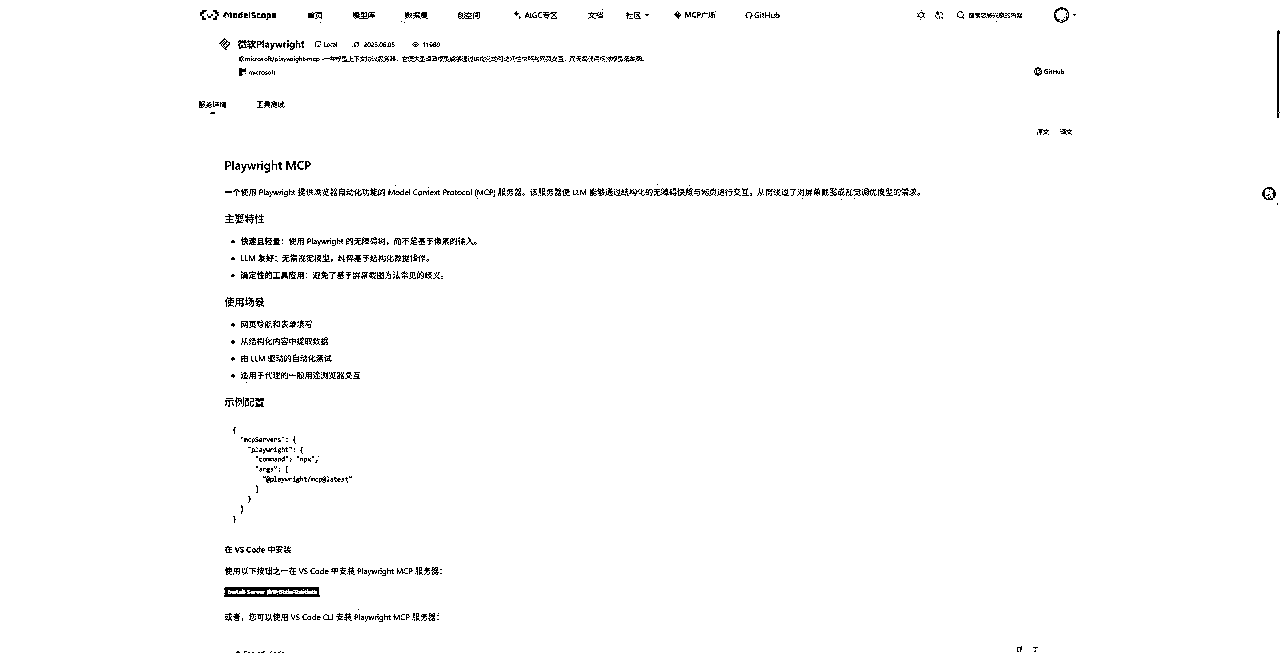 ModelScope 首页 模型库 数据集 创空间 AIGC专区 文档 社区 MCP广场 GitHub
微软Playwright Local 2025.06.05
microsoft GitHub
服务详情 工具测试
原文 译文
Playwright MCP
一个使用 Playwright 提供浏览器自动化功能的 Model Context Protocol (MCP) 服务器。该服务器使 LLM 能够通过结构化的无障碍快照与网页进行交互，从而绕过了对屏幕截图或视觉调优模型的需求。
主要特性
快速且轻量：使用 Playwright 的无障碍树，而不是基于像素的输入。
LLM 友好：无需视觉模型，纯粹基于结构化数据操作。
确定性的工具应用：避免了基于屏幕截图方法常见的歧义。
使用场景
网页导航和表单填写
从结构化内容中提取数据
由 LLM 驱动的自动化测试
适用于代理的一般用途浏览器交互
示例配置
{
"mcpServers": {
"playwright": {
"command": "npx",
"args": [
"@playwright/mcp@latest"
]
}
}
}
在 VS Code 中安装
使用以下按钮之一在 VS Code 中安装 Playwright MCP 服务器：
或者，您可以使用 VS Code CLI 安装 Playwright MCP 服务器：